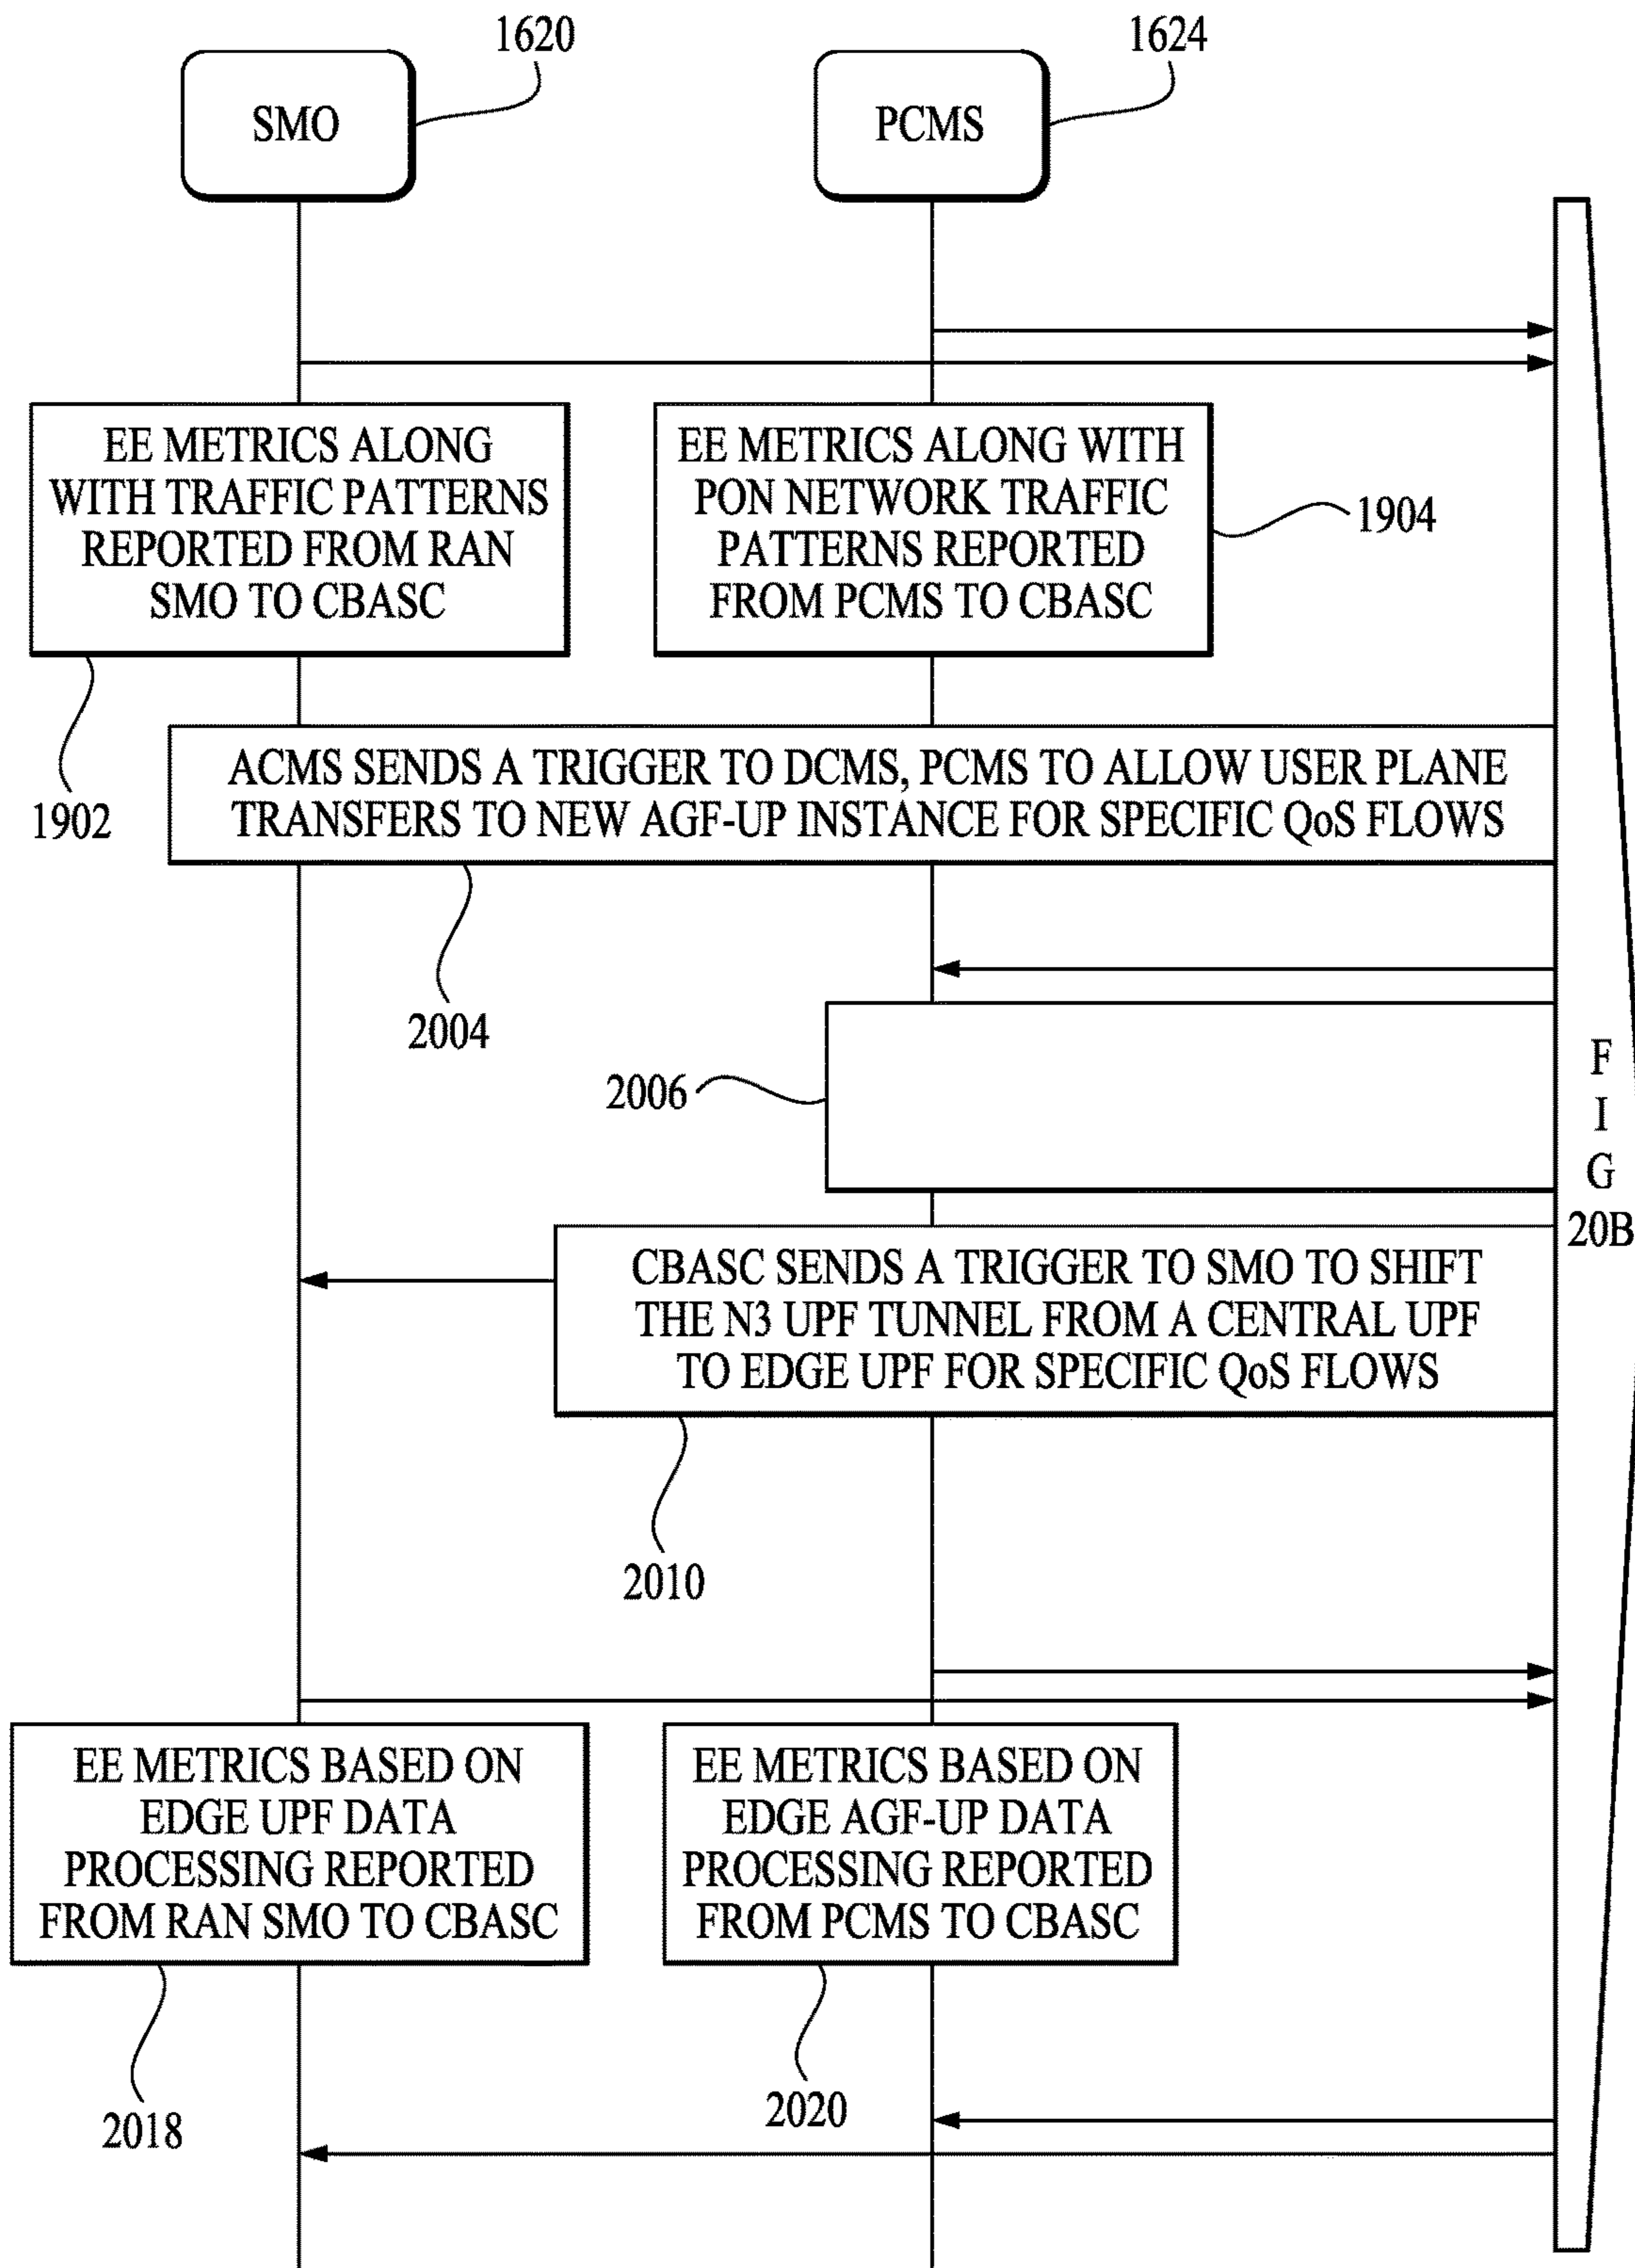 1620
1624
SMO
PCMS
EE METRICS ALONG
WITH TRAFFIC PATTERNS
REPORTED FROM RAN
SMO TO CBASC
EE METRICS ALONG WITH
PON NETWORK TRAFFIC
PATTERNS REPORTED
FROM PCMS TO CBASC
1904
1902
ACMS SENDS A TRIGGER TO DCMS, PCMS TO ALLOW USER PLANE
TRANSFERS TO NEW AGF-UP INSTANCE FOR SPECIFIC QoS FLOWS
2004
2006
F
I
G
20B
CBASC SENDS A TRIGGER TO SMO TO SHIFT
THE N3 UPF TUNNEL FROM A CENTRAL UPF
TO EDGE UPF FOR SPECIFIC QoS FLOWS
2010
EE METRICS BASED ON
EDGE UPF DATA
PROCESSING REPORTED
FROM RAN SMO TO CBASC
EE METRICS BASED ON
EDGE AGF-UP DATA
PROCESSING REPORTED
FROM PCMS TO CBASC
2018
2020